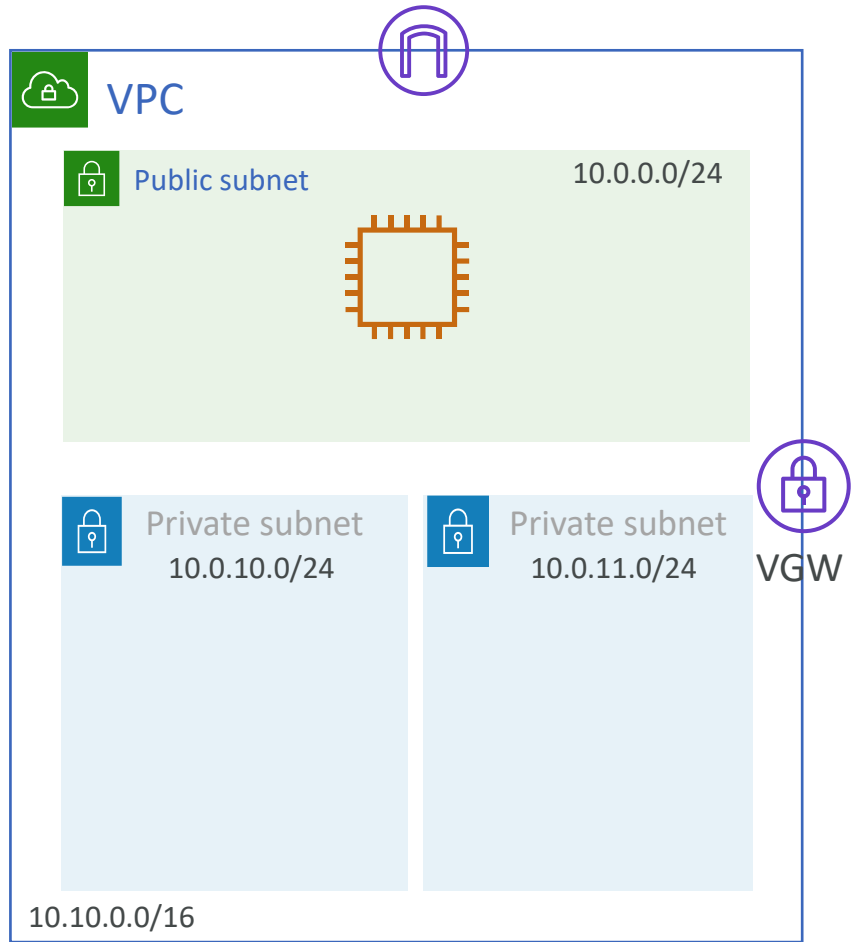 VPC
Public subnet
10.0.0.0/24
Private subnet
10.0.10.0/24
Private subnet
10.0.11.0/24
VGW
10.10.0.0/16